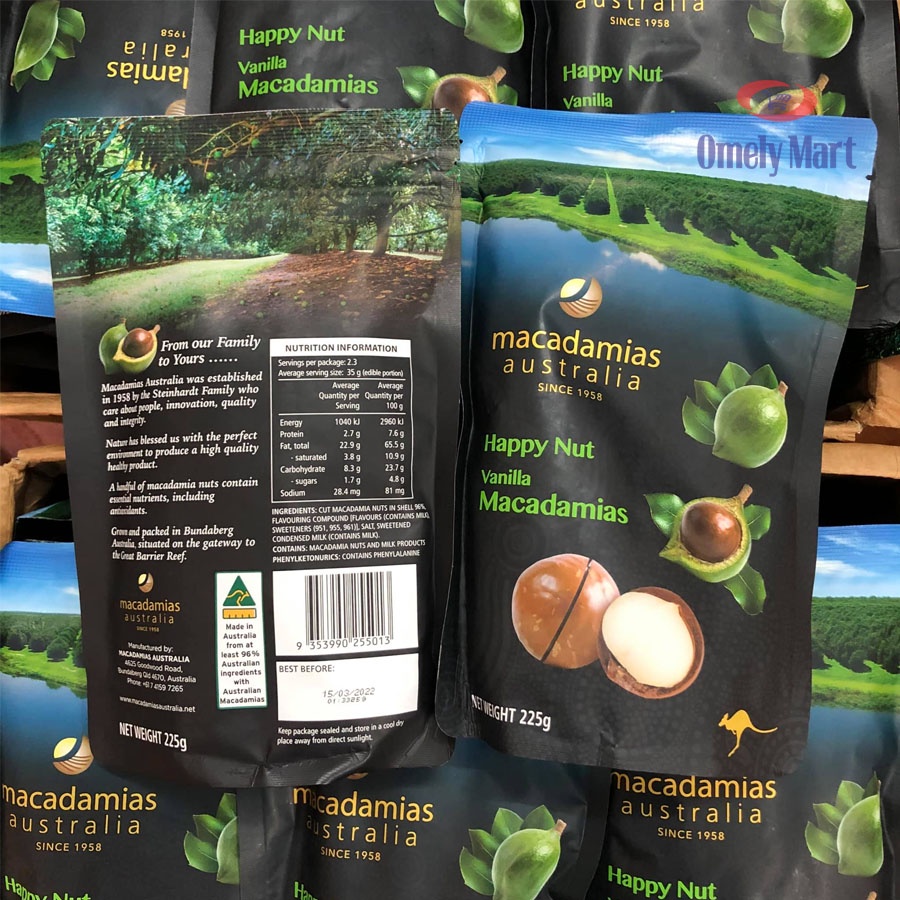 amias
australia
SINCE 1958
Happy Nut
Vanilla
Macadamias
australia
SINCE 1958
Happy Nut
Vanilla
Omely Mart
From our Family
to Yours ......
Macadamias Australia was established
in 1958 by the Steinhardt Family who
care about people, innovation, quality
and integrity.
Nature has blessed us with the perfect
environment to produce a high quality
healthy product.
A handful of macadamia nuts contain
essential nutrients, including
antioxidants.
Grown and packed in Bundaberg
Australia, situated on the gateway to
the Great Barrier Reef.
macadamias
australia
SINCE 1958
Manufactured by:
MACADAMIAS AUSTRALIA
4625 Goodwood Road,
Bundaberg Qld 4670, Australia
Phone: +61 7 4159 7265
www.macadamiasaustralia.net
NET WEIGHT 225g
NUTRITION INFORMATION
Servings per package: 2.3
Average serving size: 35 g (edible portion)
Average Quantity per Serving Average Quantity per 100 g
Energy 1040 kJ 2960 kJ
Protein 2.7 g 7.6 g
Fat, total 22.9 g 65.5 g
- saturated 3.8 g 10.9 g
Carbohydrate 8.3 g 23.7 g
- sugars 1.7 g 4.8 g
Sodium 28.4 mg 81 mg
INGREDIENTS: CUT MACADAMIA NUTS IN SHELL 96%,
FLAVOURING COMPOUND [FLAVOURS (CONTAINS MILK),
SWEETENERS (951, 955, 961)], SALT, SWEETENED
CONDENSED MILK (CONTAINS MILK).
CONTAINS: MACADAMIA NUTS AND MILK PRODUCTS
PHENYLKETONURICS: CONTAINS PHENYLALANINE
Made in
Australia
from at
least 96%
Australian
ingredients
with
Australian
Macadamias
9 353990 255013
BEST BEFORE:
15/03/2022
Keep package sealed and store in a cool dry
place away from direct sunlight.
macadamias
australia
SINCE 1958
Happy Nut
Vanilla
Macadamias
NET WEIGHT 225g
macadamias
australia
SINCE 1958
Happy Nut
macadamias
australia
SINCE 1958
Happy
macadamias
australia
SINCE 1958
Happy Nut